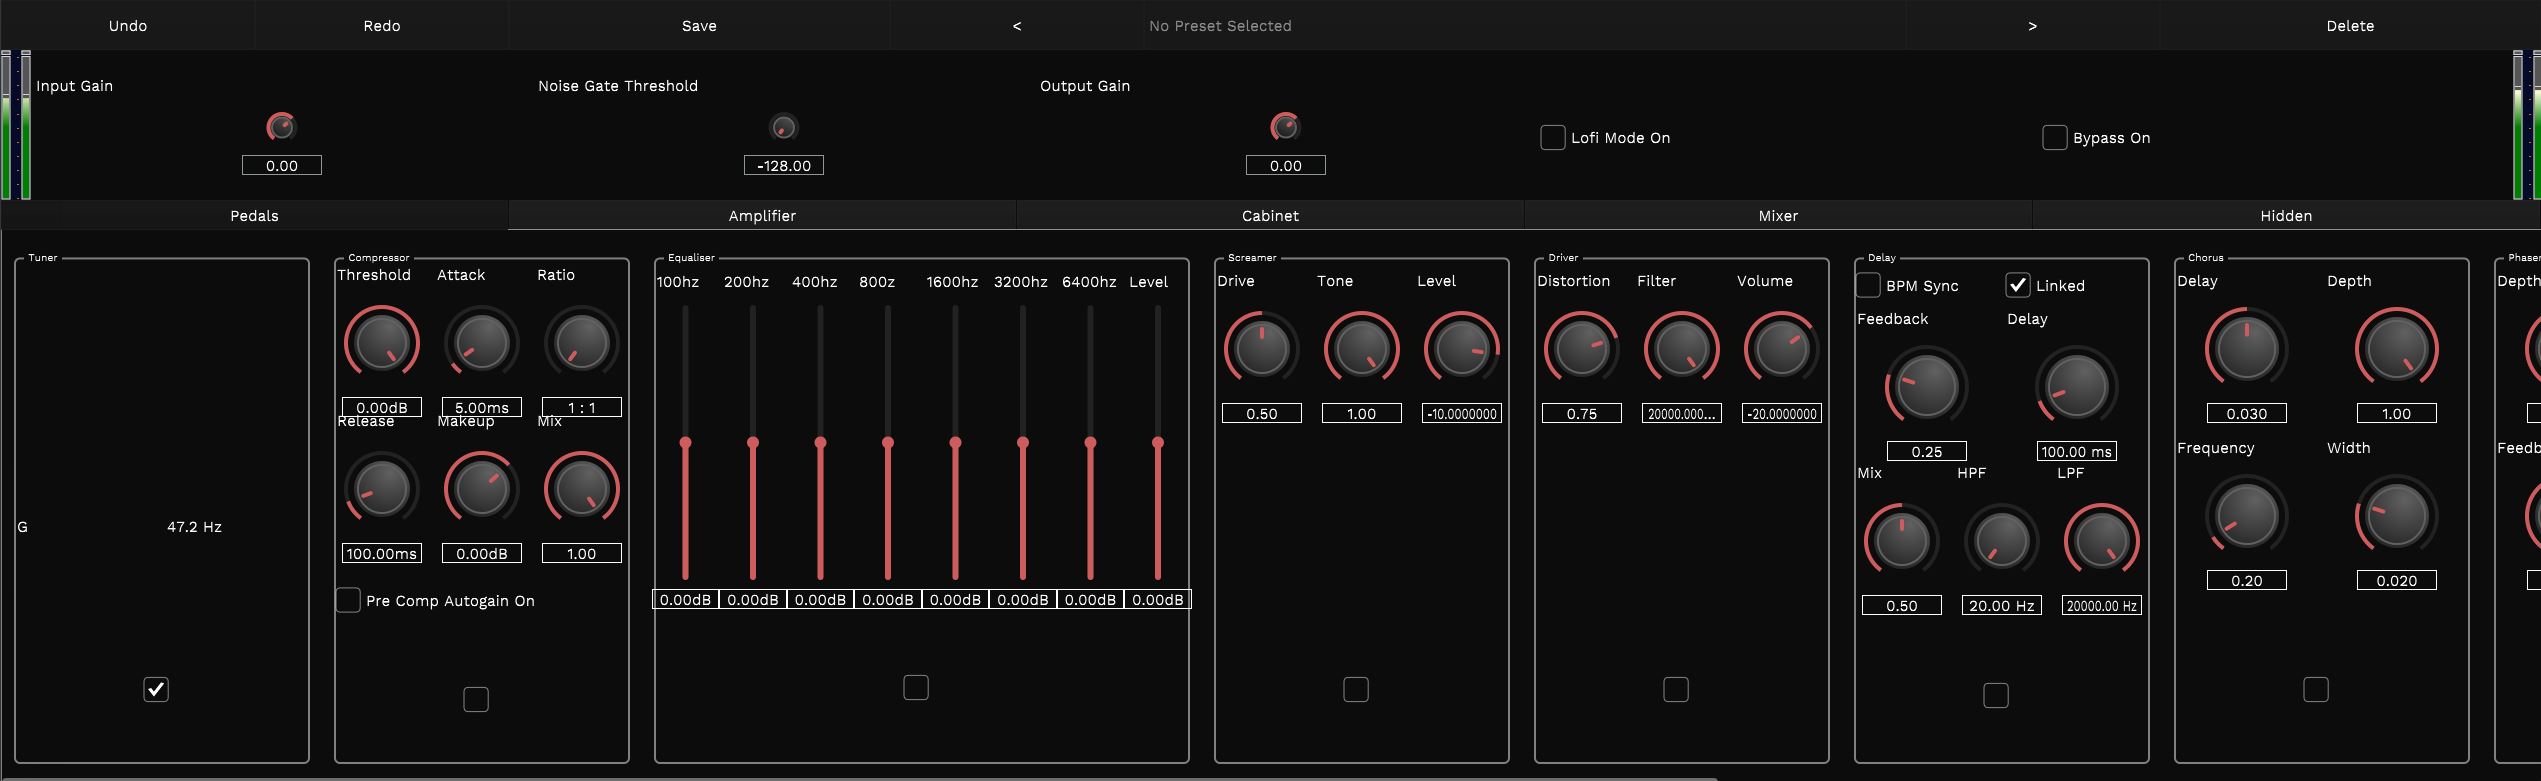 Undo Redo Save < No Preset Selected > Delete
Input Gain Noise Gate Threshold Output Gain
Lofi Mode On Bypass On
0.00 -128.00 0.00
Pedals Amplifier Cabinet Mixer Hidden
Tuner
G 47.2 Hz
Compressor
Threshold Attack Ratio
0.00dB 5.00ms 1 : 1
Release Makeup Mix
100.00ms 0.00dB 1.00
Pre Comp Autogain On
Equaliser
100hz 200hz 400hz 800z 1600hz 3200hz 6400hz Level
0.00dB 0.00dB 0.00dB 0.00dB 0.00dB 0.00dB 0.00dB 0.00dB
Screamer
Drive Tone Level
0.50 1.00 -10.0000000
Driver
Distortion Filter Volume
0.75 20000.000... -20.0000000
Delay
BPM Sync Linked
Feedback Delay
0.25 100.00 ms
Mix HPF LPF
0.50 20.00 Hz 20000.00 Hz
Chorus
Delay Depth
0.030 1.00
Frequency Width
0.20 0.020
Phaser
Depth
Feedb